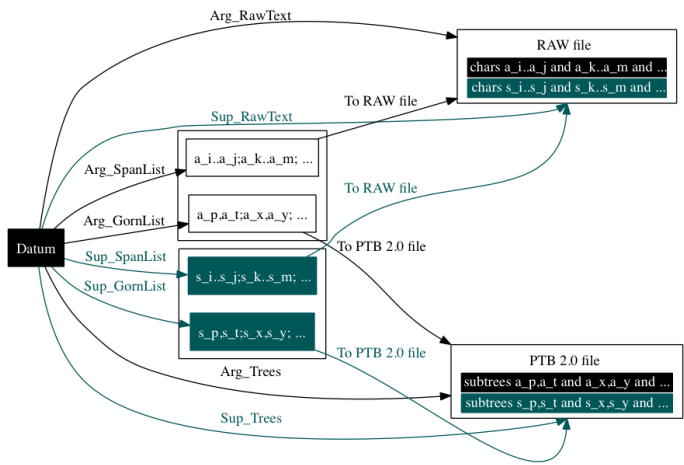 Arg_RawText
RAW file
chars a_i..a_j and a_k..a_m and ...
chars s_i..s_j and s_k..s_m and ...
To RAW file
Sup_RawText
a_i..a_j;a_k..a_m; ...
Arg_SpanList
To RAW file
a_p,a_t;a_x,a_y; ...
Arg_GornList
Datum
To PTB 2.0 file
Sup_SpanList
s_i..s_j;s_k..s_m; ...
Sup_GornList
s_p,s_t;s_x,s_y; ...
To PTB 2.0 file
PTB 2.0 file
Arg_Trees
subtrees a_p,a_t and a_x,a_y and ...
subtrees s_p,s_t and s_x,s_y and ...
Sup_Trees